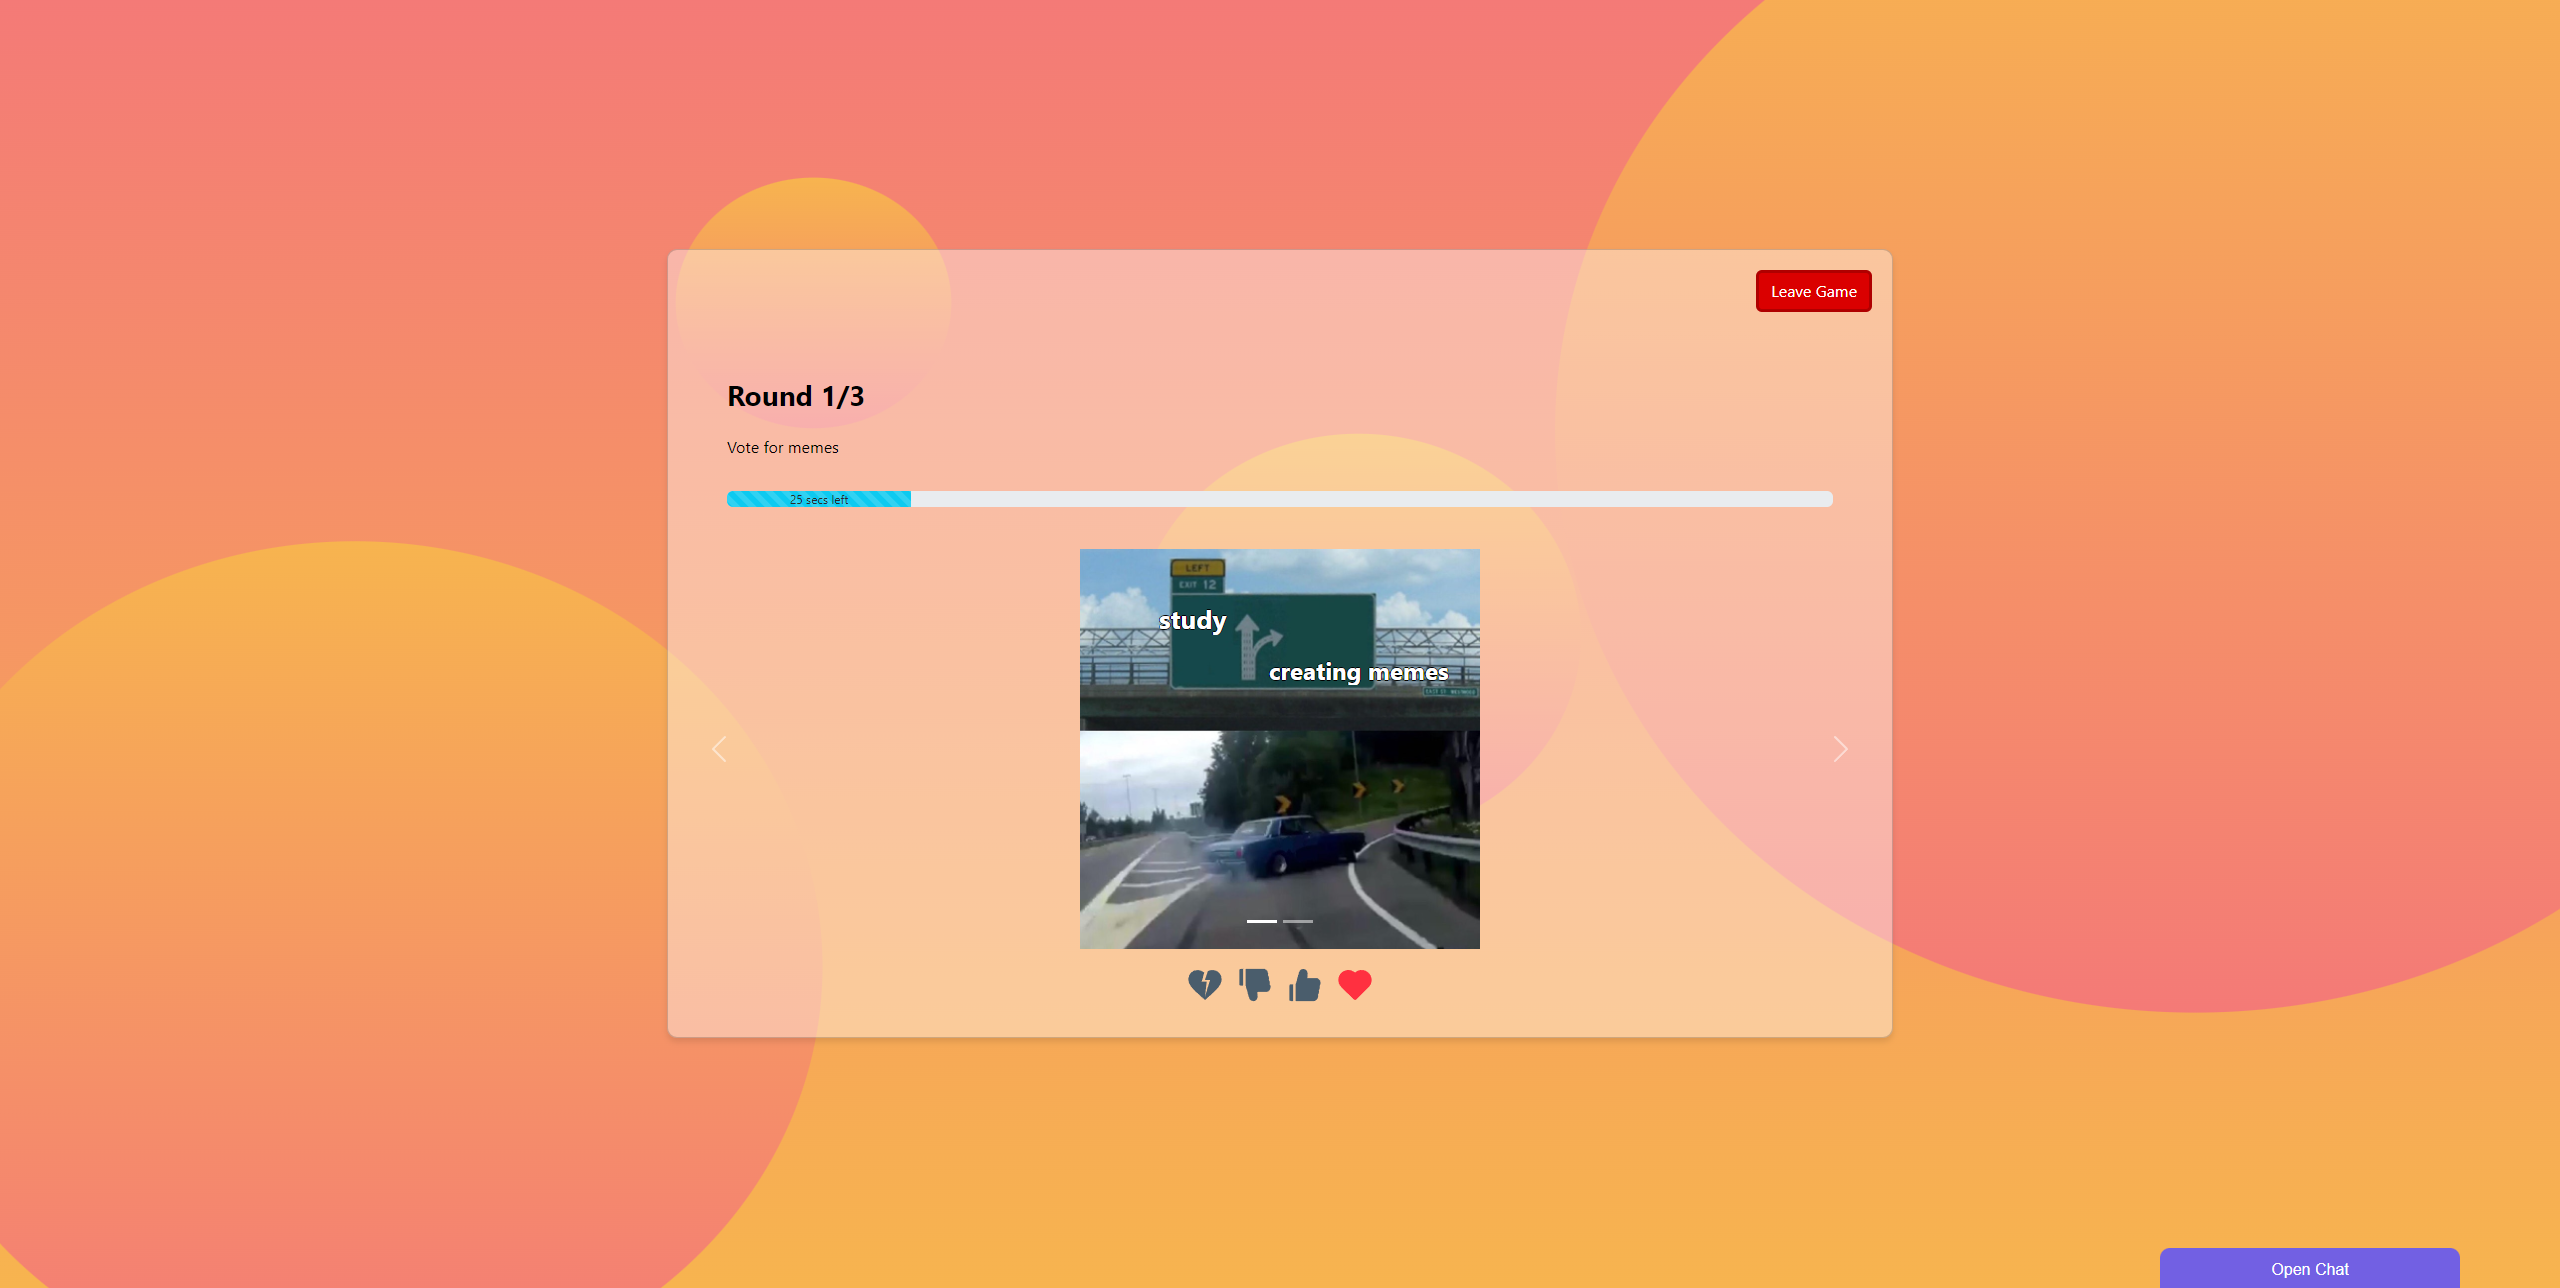 Leave Game
Round 1/3
Vote for memes
25 secs left
LEFT
EXIT 12
study
creating memes
Open Chat